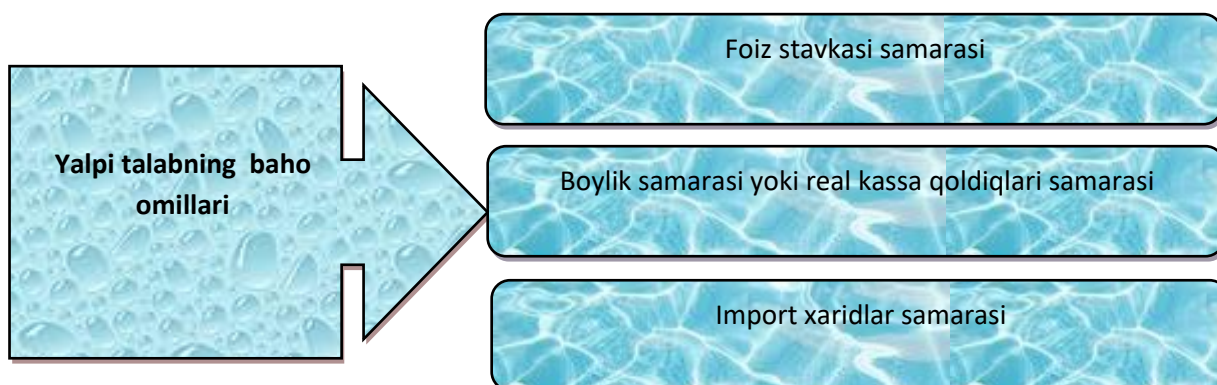 Yalpi talabning baho
omillari
Foiz stavkasi samarasi
Boylik samarasi yoki real kassa qoldiqlari samarasi
Import xaridlar samarasi